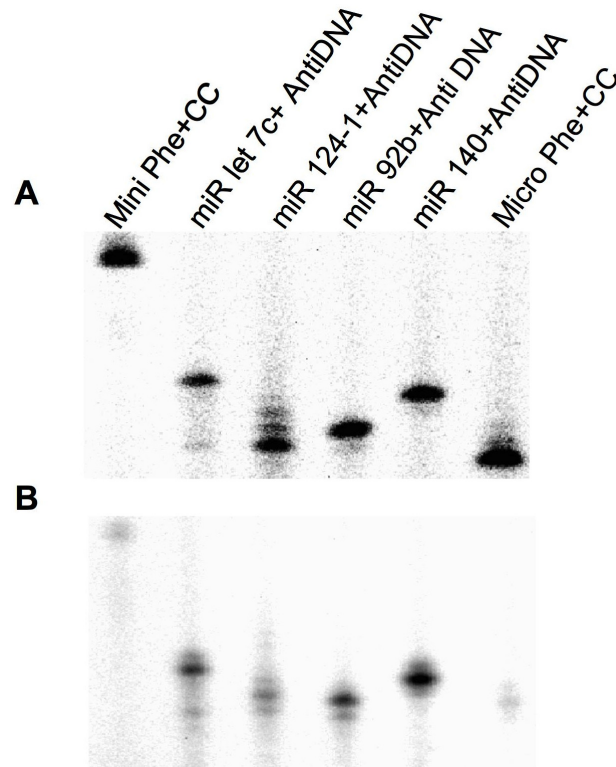 Mini Phe+CC
miR let 7c+ AntiDNA
miR 124-1+AntiDNA
miR 92b+Anti DNA
miR 140+AntiDNA
Micro Phe+CC
A
B